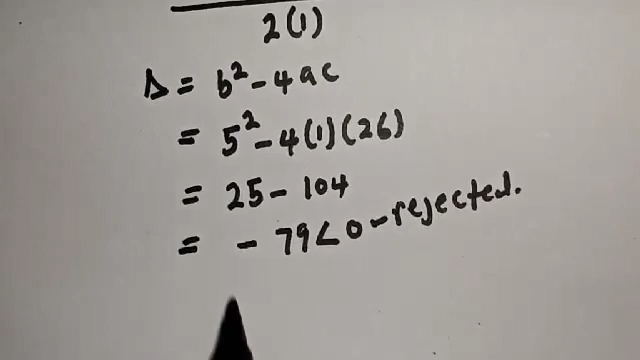 2(1)
Δ = b² - 4ac
= 5² - 4(1)(26)
= 25 - 104
= - 79 < 0 - rejected.